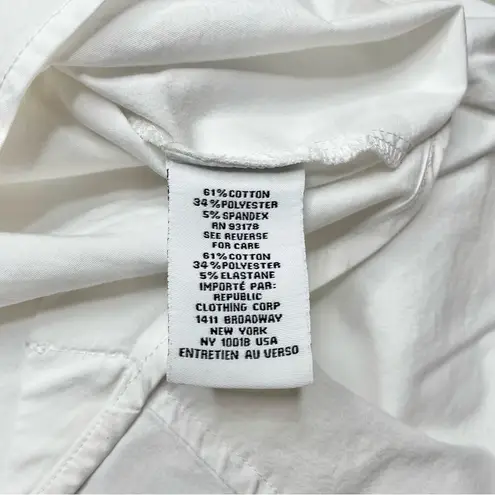 61% COTTON
34% POLYESTER
5% SPANDEX
RN 93178
SEE REVERSE
FOR CARE
61% COTTON
34% POLYESTER
5% ELASTANE
IMPORTÉ PAR:
REPUBLIC
CLOTHING CORP
1411 BROADWAY
NEW YORK
NY 10018 USA
ENTRETIEN AU VERSO